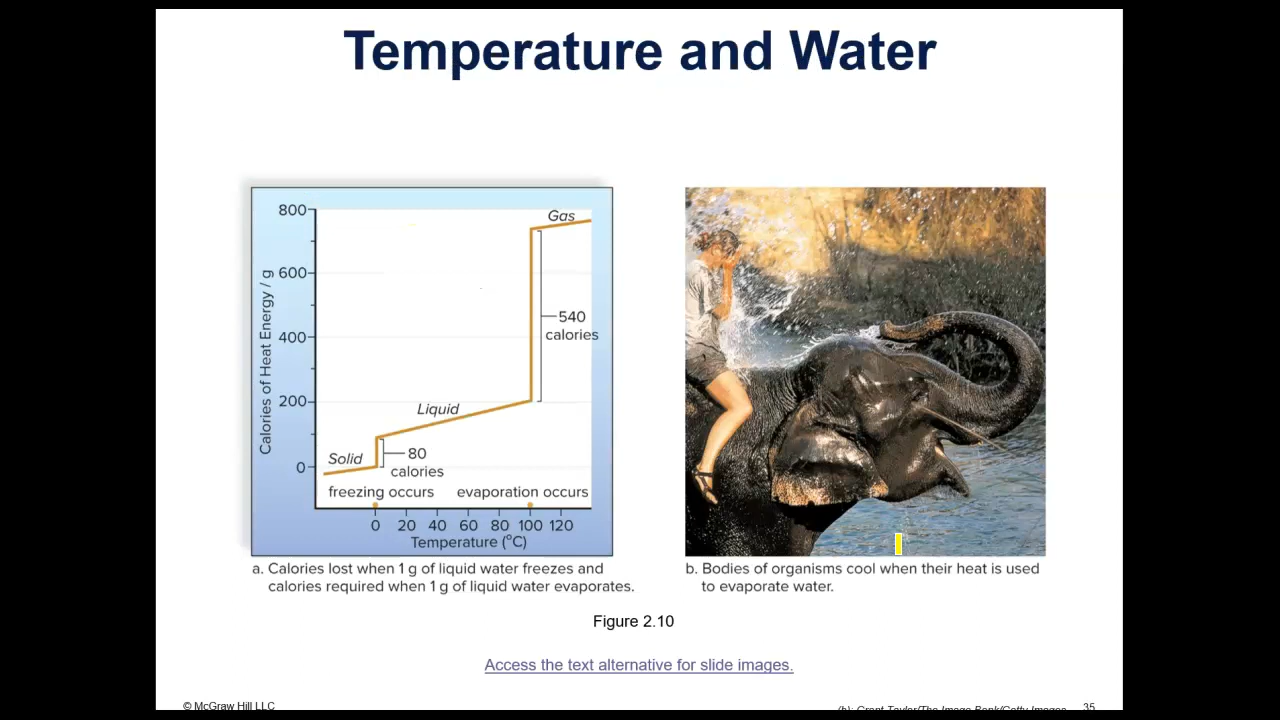 Temperature and Water
800
600
400
200
0
Calories of Heat Energy / g
Gas
540
calories
Liquid
80
calories
Solid
freezing occurs
evaporation occurs
0 20 40 60 80 100 120
Temperature (°C)
a. Calories lost when 1 g of liquid water freezes and
calories required when 1 g of liquid water evaporates.
b. Bodies of organisms cool when their heat is used
to evaporate water.
Figure 2.10
Access the text alternative for slide images.
© McGraw Hill LLC
(b): Grant Taylor/The Image Bank/Getty Images
35